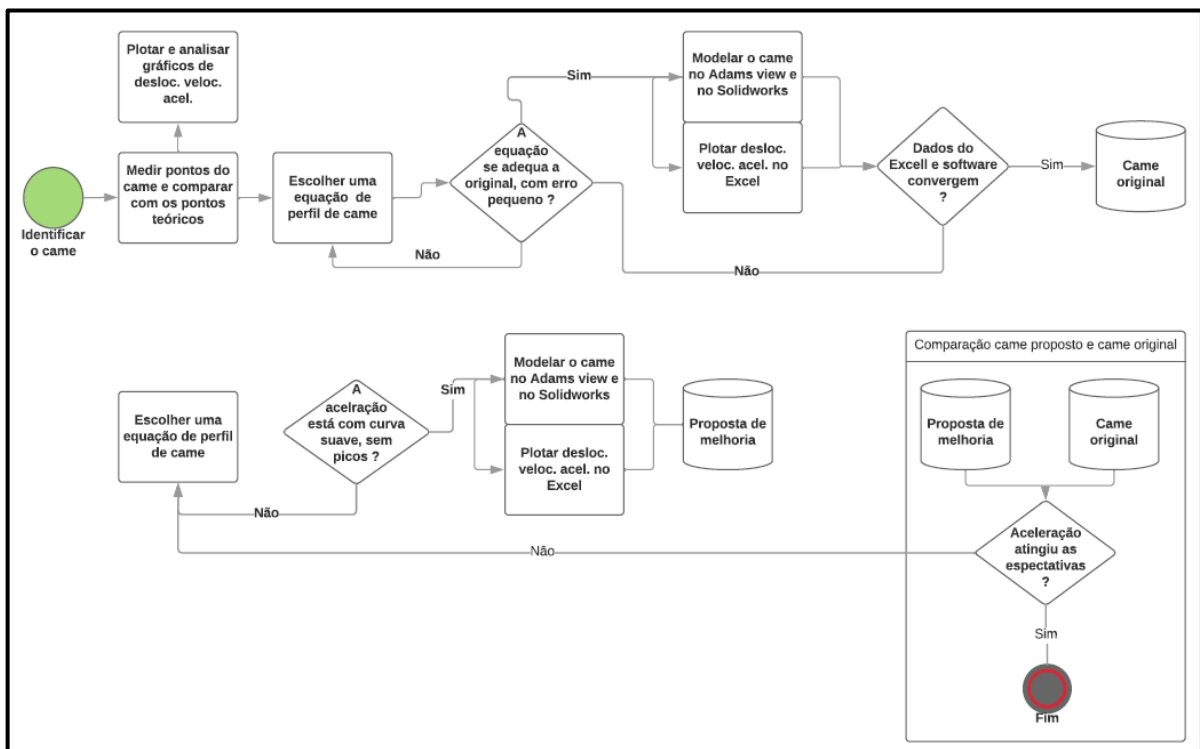 Plotar e analisar
gráficos de
desloc. veloc.
acel.
Identificar
o came
Medir pontos do
came e comparar
com os pontos
teóricos
Escolher uma
equação de
perfil de came
A
equação
se adequa a
original, com erro
pequeno ?
Não
Sim
Modelar o came
no Adams view e
no Solidworks
Plotar desloc.
veloc. acel. no
Excel
Dados do
Excell e software
convergem
?
Não
Sim
Came
original
Escolher uma
equação de perfil
de came
A
acelração
está com curva
suave, sem
picos ?
Não
Sim
Modelar o came
no Adams view e
no Solidworks
Plotar desloc.
veloc. acel. no
Excel
Proposta de
melhoria
Comparação came proposto e came original
Proposta de
melhoria
Came
original
Aceleração
atingiu as
espectativas
?
Não
Sim
Fim